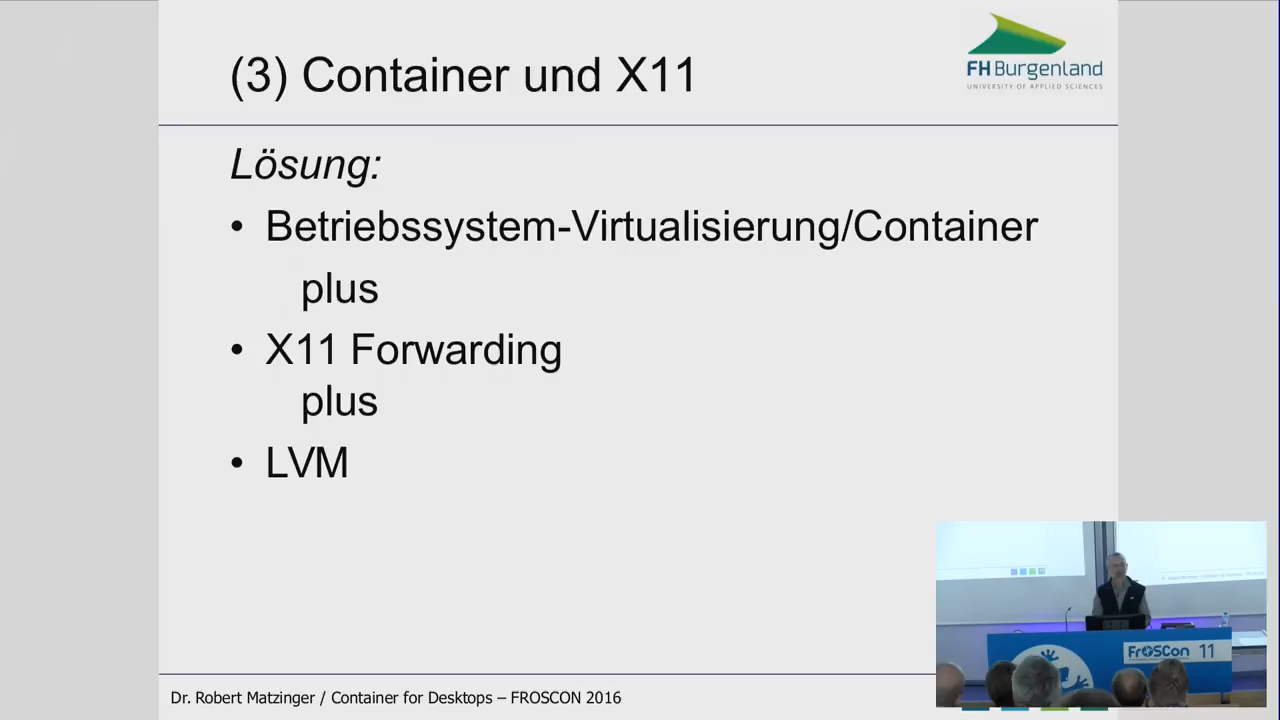 (3) Container und X11
FH Burgenland
UNIVERSITY OF APPLIED SCIENCES
Lösung:
• Betriebssystem-Virtualisierung/Container
plus
• X11 Forwarding
plus
• LVM
FrOSCon 11
Dr. Robert Matzinger / Container for Desktops – FROSCON 2016